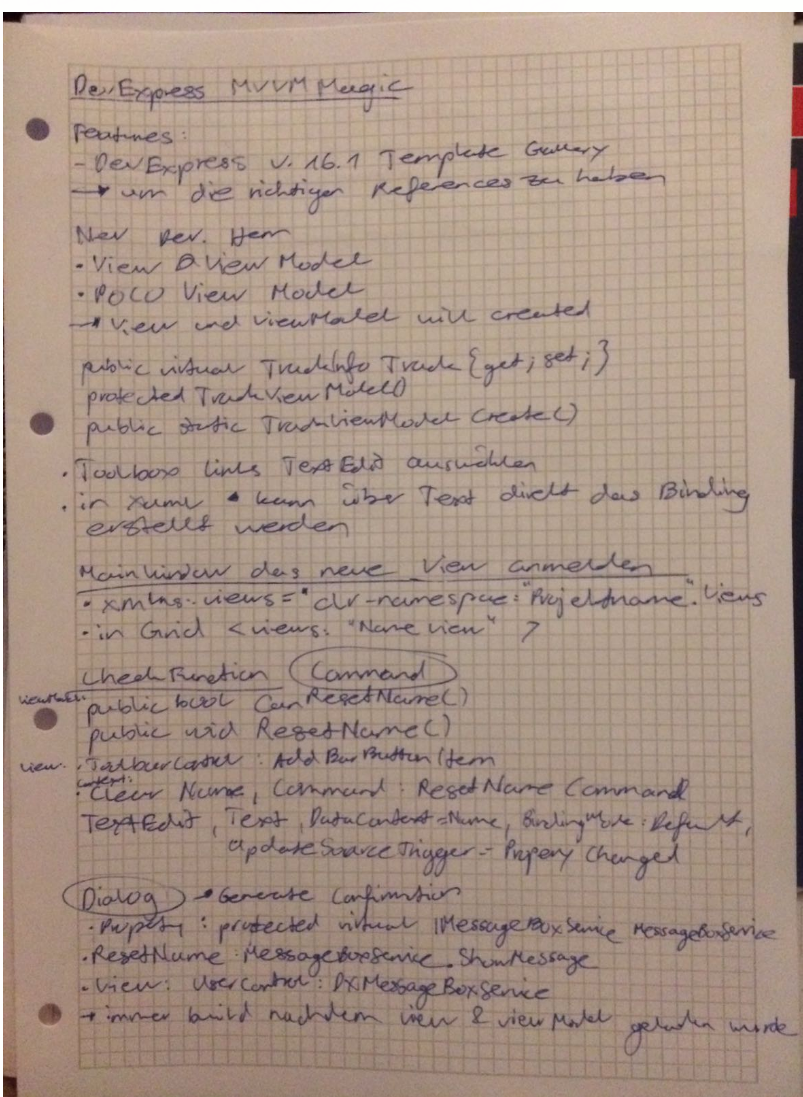 DevExpress MVVM Magic
Features:
- DevExpress v. 16.1 Template Gallery
→ um die richtigen References zu haben
New Dev. Item
• View & View Model
• POCO View Model
→ View und ViewModel will created
public virtual TradeInfo Trade {get; set;}
protected TradeViewModel()
public static TradeViewModel Create()
• Toolbox links TextEdit auswählen
• in xaml • kann über Text direkt das Binding
erstellt werden
MainWindow das neue View anmelden
• xmlns:views="clr-namespace:"Projektname".Views
• in Grid <views: "Name view" >
Check Function Command
ViewModel: public bool CanResetName()
public void ResetName()
View: • ToolbarControl : Add BarButtonItem
Content:
• Clear Name, Command: ResetName Command
TextEdit, Text, DataContext=Name, BindingMode: Default,
UpdateSourceTrigger = Propery Changed
Dialog → Generate Confirmation
• Property: protected virtual IMessageBoxService MessageBoxService
• ResetName: MessageBoxService.ShowMessage
• View: UserControl: DXMessageBoxService
→ immer build nachdem view & viewModel geladen wurde